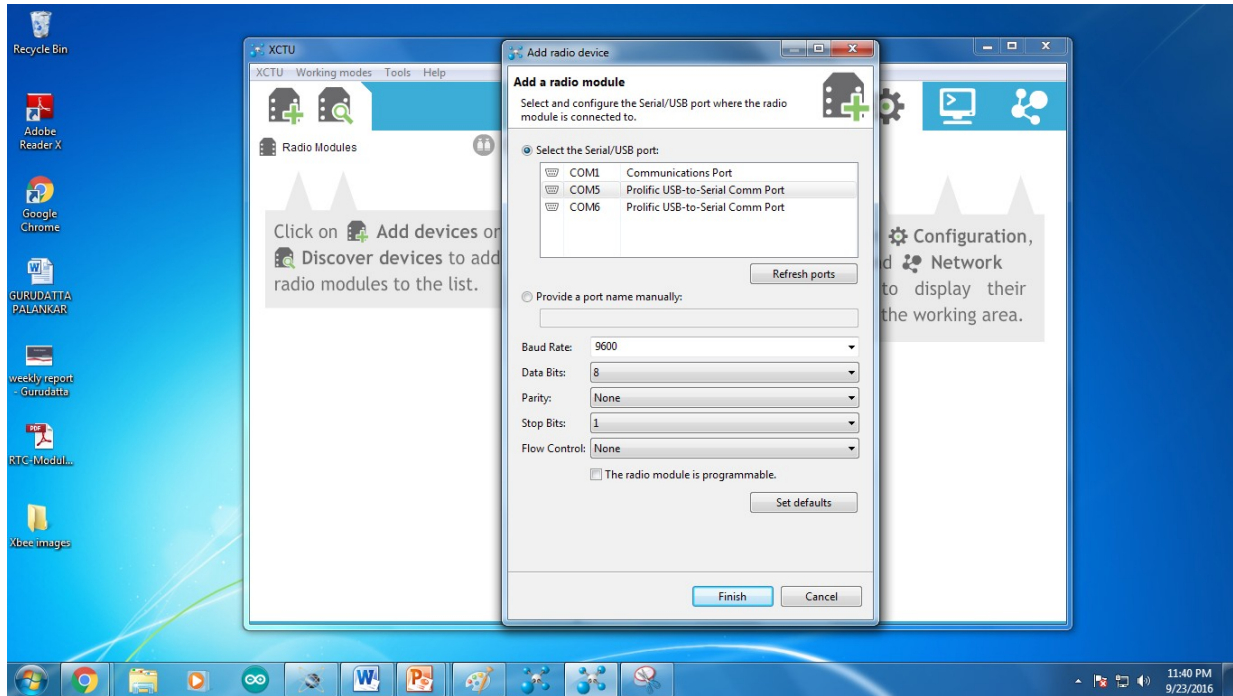 Recycle Bin
Adobe
Reader X
Google
Chrome
GURUDATTA
PALANKAR
weekly report
- Gurudatta
PDF
RTC-Modul...
Xbee images
XCTU
XCTU Working modes Tools Help
Radio Modules
Click on Add devices or
Discover devices to add
radio modules to the list.
Add radio device
Add a radio module
Select and configure the Serial/USB port where the radio
module is connected to.
Select the Serial/USB port:
COM1 Communications Port
COM5 Prolific USB-to-Serial Comm Port
COM6 Prolific USB-to-Serial Comm Port
Refresh ports
Provide a port name manually:
Baud Rate: 9600
Data Bits: 8
Parity: None
Stop Bits: 1
Flow Control: None
The radio module is programmable.
Set defaults
Finish Cancel
Configuration,
d Network
to display their
the working area.
11:40 PM
9/23/2016